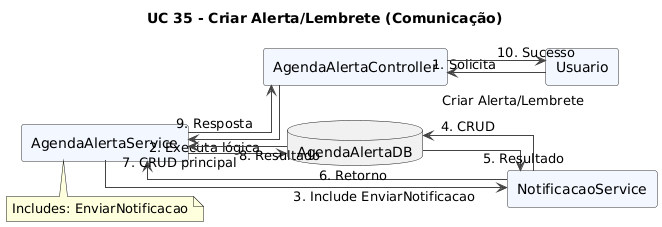 UC 35 - Criar Alerta/Lembrete (Comunicação)
10. Sucesso
AgendaAlertaController
1. Solicita
Usuario
Criar Alerta/Lembrete
9. Resposta
4. CRUD
AgendaAlertaService
2. Executa lógica
AgendaAlertaDB
8. Resultado
5. Resultado
7. CRUD principal
6. Retorno
NotificacaoService
3. Include EnviarNotificacao
Includes: EnviarNotificacao